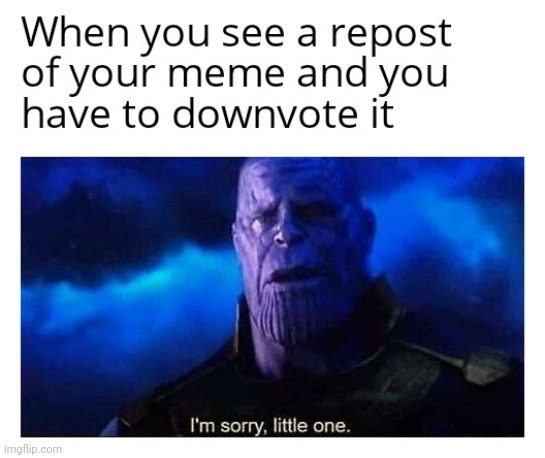 When you see a repost
of your meme and you
have to downvote it
I'm sorry, little one.
imgflip.com